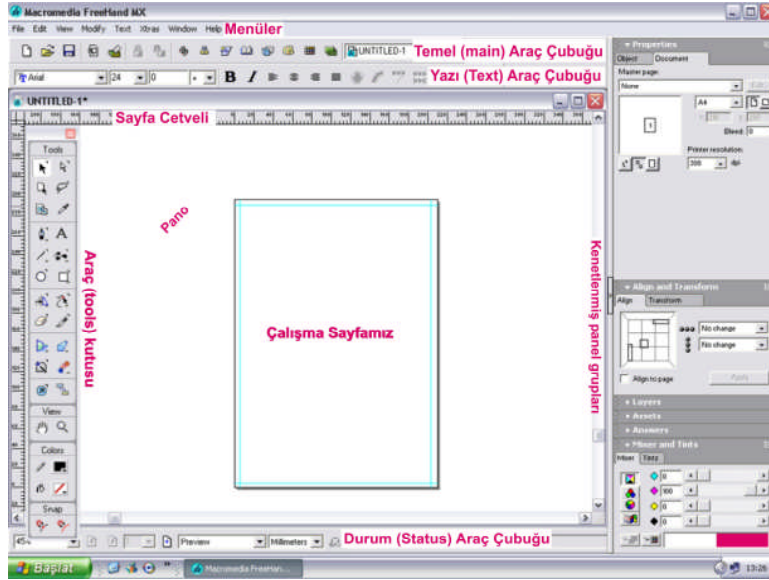 Macromedia FreeHand MX
File Edit View Modify Text Xtras Window Help Menüler
UNTITLED-1 Temel (main) Araç Çubuğu
Arial 24 0 B I Yazı (Text) Araç Çubuğu
UNTITLED-1*
Sayfa Cetveli
Tools
Pano
Araç (tools) kutusu
Çalışma Sayfamız
Kenetlenmiş panel grupları
View
Colors
Snap
Properties
Object Document
Master page:
None
A4
1
Bleed: 0
Printer resolution:
300
Align and Transform
Align Transform
No change
No change
Align to page Apply
Layers
Assets
Answers
Mixer and Tints
Mixer Tints
0
100
0
0
45% Preview Millimeters Durum (Status) Araç Çubuğu
Başlat Macromedia FreeHan... 13:26